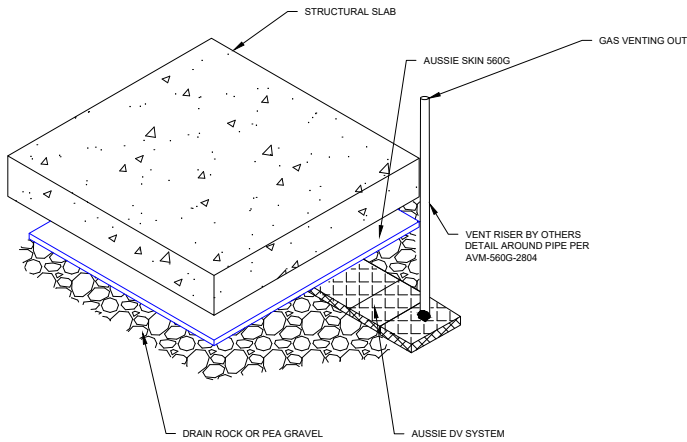 STRUCTURAL SLAB
GAS VENTING OUT
AUSSIE SKIN 560G
VENT RISER BY OTHERS
DETAIL AROUND PIPE PER
AVM-560G-2804
DRAIN ROCK OR PEA GRAVEL
AUSSIE DV SYSTEM